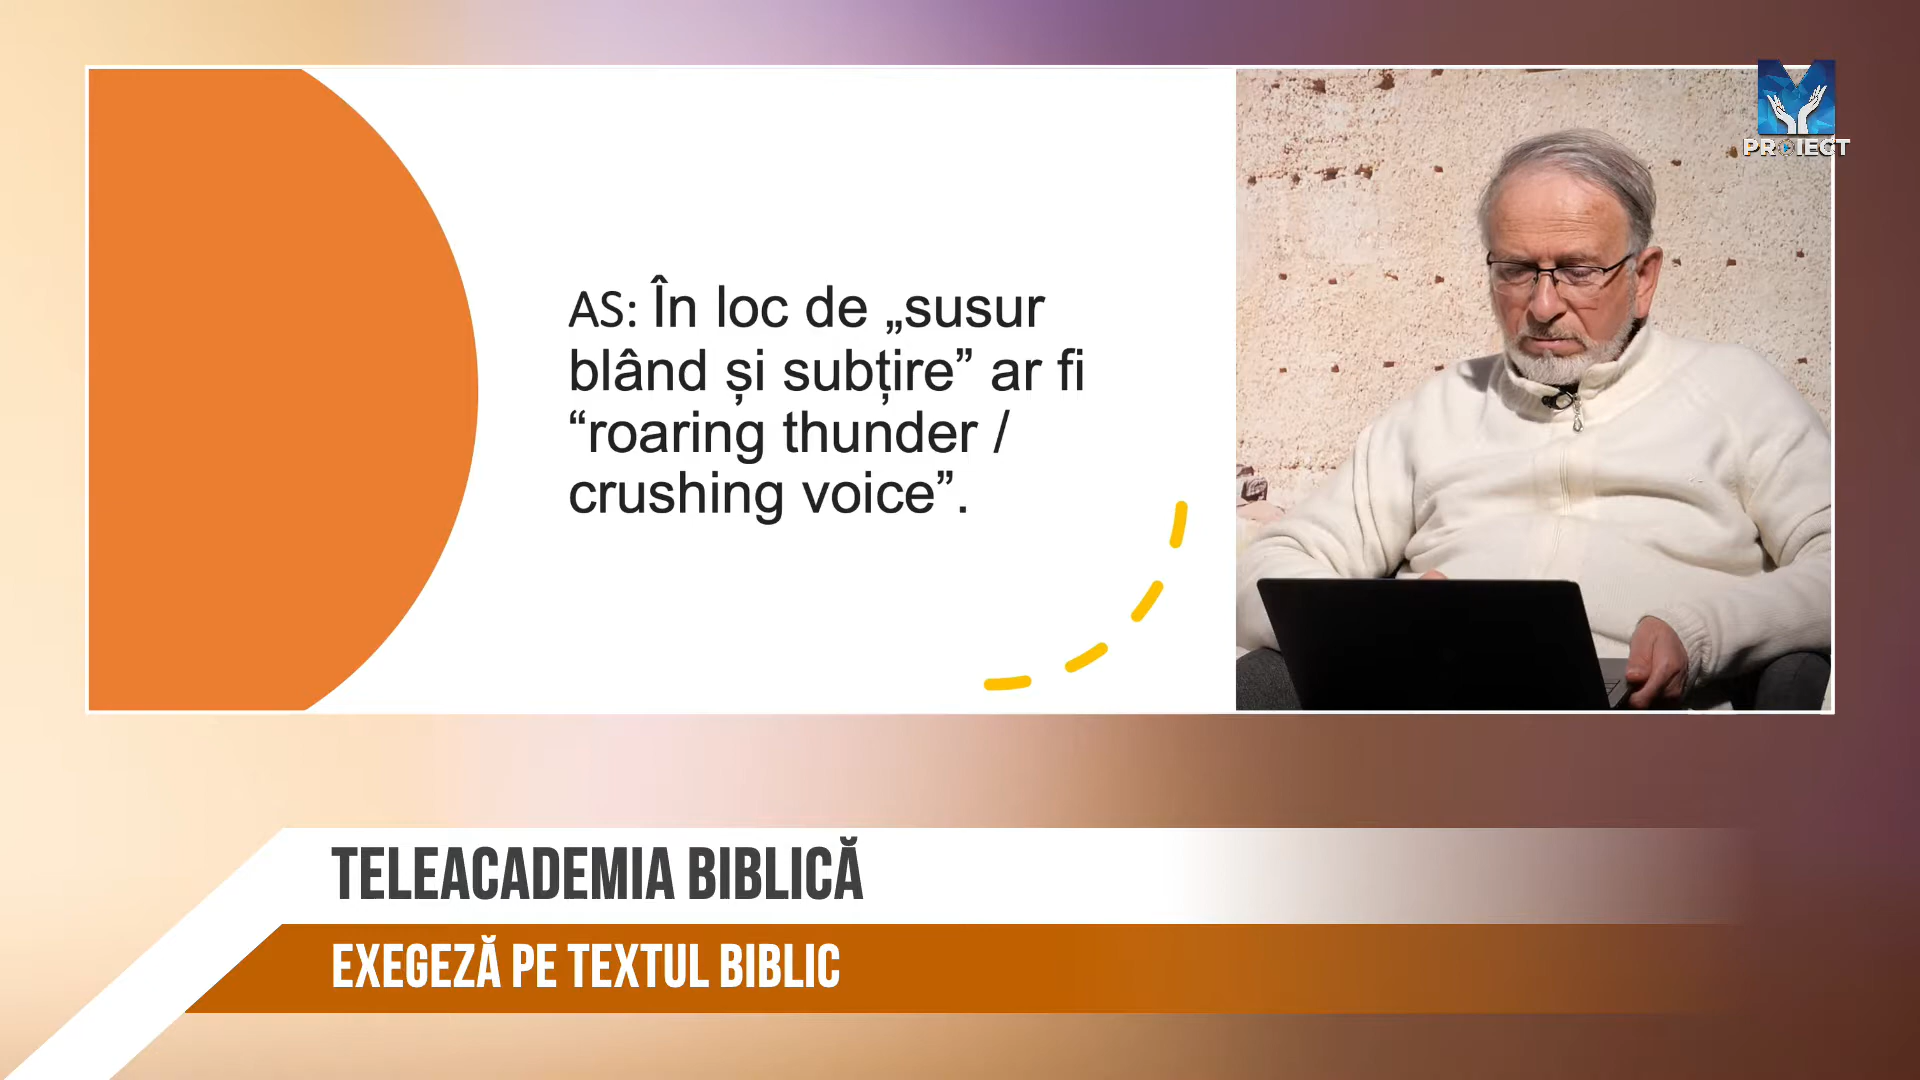 AS: În loc de „susur
blând și subțire” ar fi
“roaring thunder /
crushing voice”.
PROIECT
TELEACADEMIA BIBLICĂ
EXEGEZĂ PE TEXTUL BIBLIC